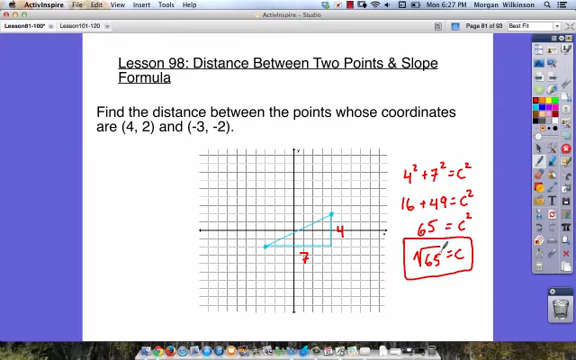 ActivInspire File Edit View Insert Tools Help Mon 6:27 PM Morgan Wilkinson
ActivInspire - Studio
Lesson81-100* Lesson101-120 Page 81 of 93 Best Fit
Lesson 98: Distance Between Two Points & Slope
Formula
Find the distance between the points whose coordinates
are (4, 2) and (-3, -2).
4² + 7² = c²
16 + 49 = c²
65 = c²
√65 = c
4
7